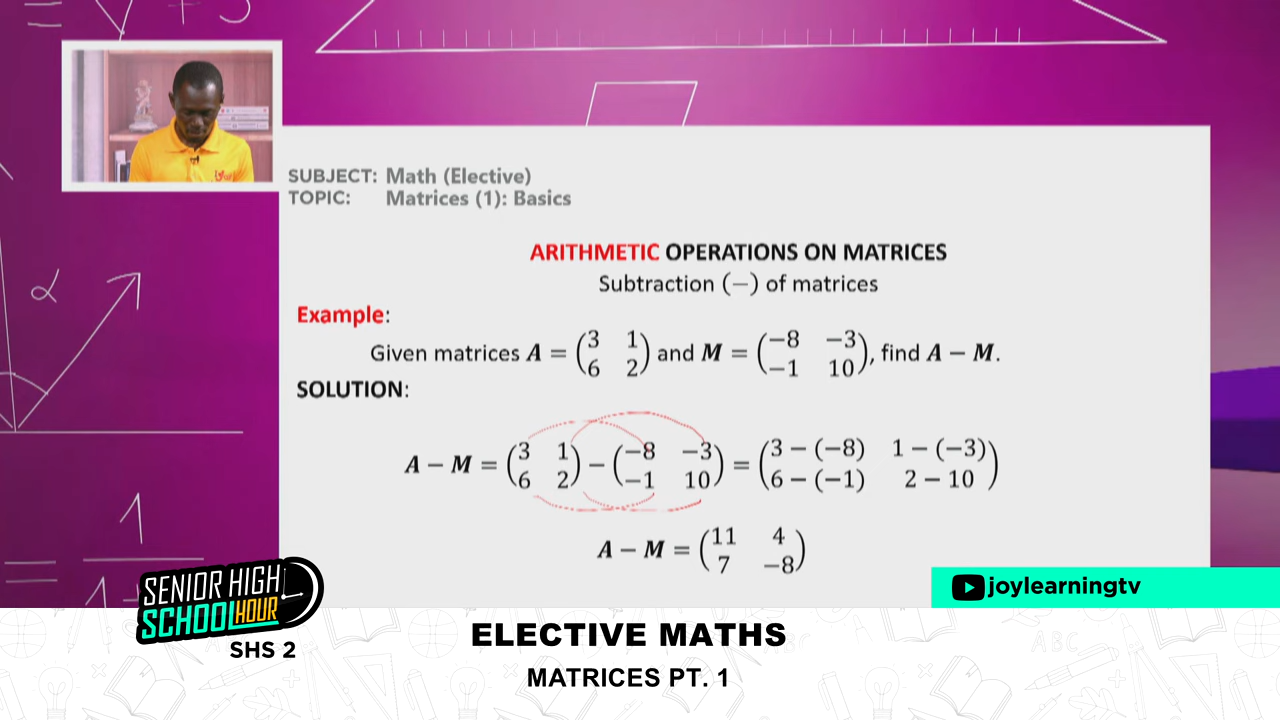 SUBJECT: Math (Elective)
TOPIC: Matrices (1): Basics
ARITHMETIC OPERATIONS ON MATRICES
Subtraction (−) of matrices
Example:
Given matrices A = (3 1 6 2) and M = (−8 −3 −1 10), find A − M.
SOLUTION:
A − M = (3 1 6 2) − (−8 −3 −1 10) = (3 − (−8) 1 − (−3) 6 − (−1) 2 − 10)
A − M = (11 4 7 −8)
SENIOR HIGH
SCHOOL HOUR
SHS 2
joylearningtv
ELECTIVE MATHS
MATRICES PT. 1